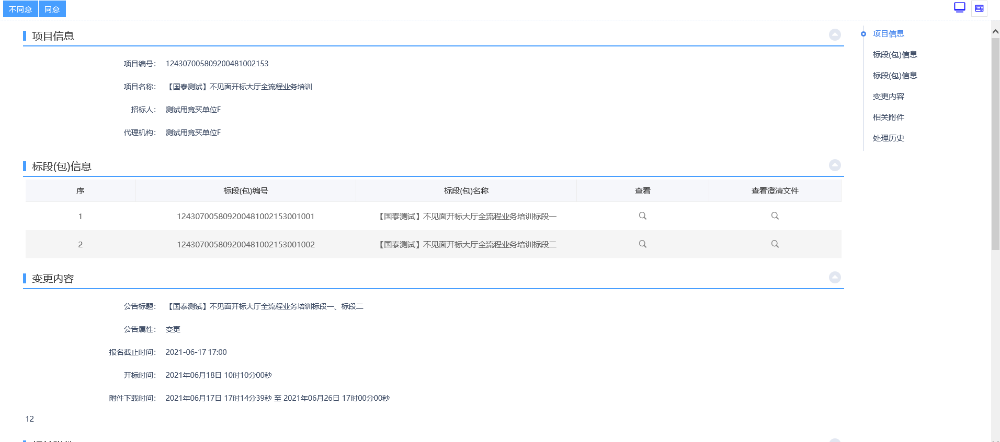 不同意 同意
项目信息
项目编号： 124307005809200481002153
项目名称： 【国泰测试】不见面开标大厅全流程业务培训
招标人： 测试用竞买单位F
代理机构： 测试用竞买单位F
标段(包)信息
序 标段(包)编号 标段(包)名称 查看 查看澄清文件
1 124307005809200481002153001001 【国泰测试】不见面开标大厅全流程业务培训标段一
2 124307005809200481002153001002 【国泰测试】不见面开标大厅全流程业务培训标段二
变更内容
公告标题： 【国泰测试】不见面开标大厅全流程业务培训标段一、标段二
公告属性： 变更
报名截止时间： 2021-06-17 17:00
开标时间： 2021年06月18日 10时10分00秒
附件下载时间： 2021年06月17日 17时14分39秒 至 2021年06月26日 17时00分00秒
12
项目信息
标段(包)信息
标段(包)信息
变更内容
相关附件
处理历史